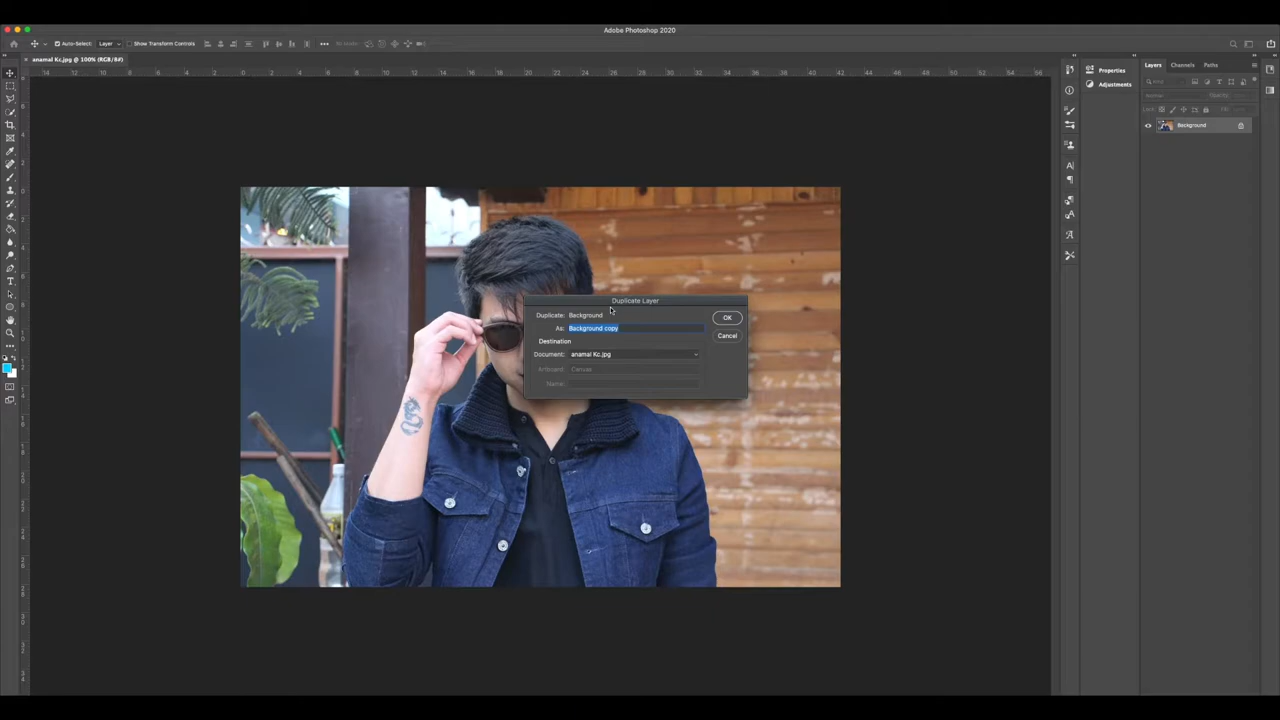 Adobe Photoshop 2020
Auto-Select: Layer Show Transform Controls
anamal Kc.jpg @ 100% (RGB/8#)
Properties
Adjustments
Layers Channels Paths
Lock:
Background
Duplicate Layer
Duplicate: Background
As: Background copy
Destination
Document: anamal Kc.jpg
Artboard: Canvas
Name:
OK
Cancel